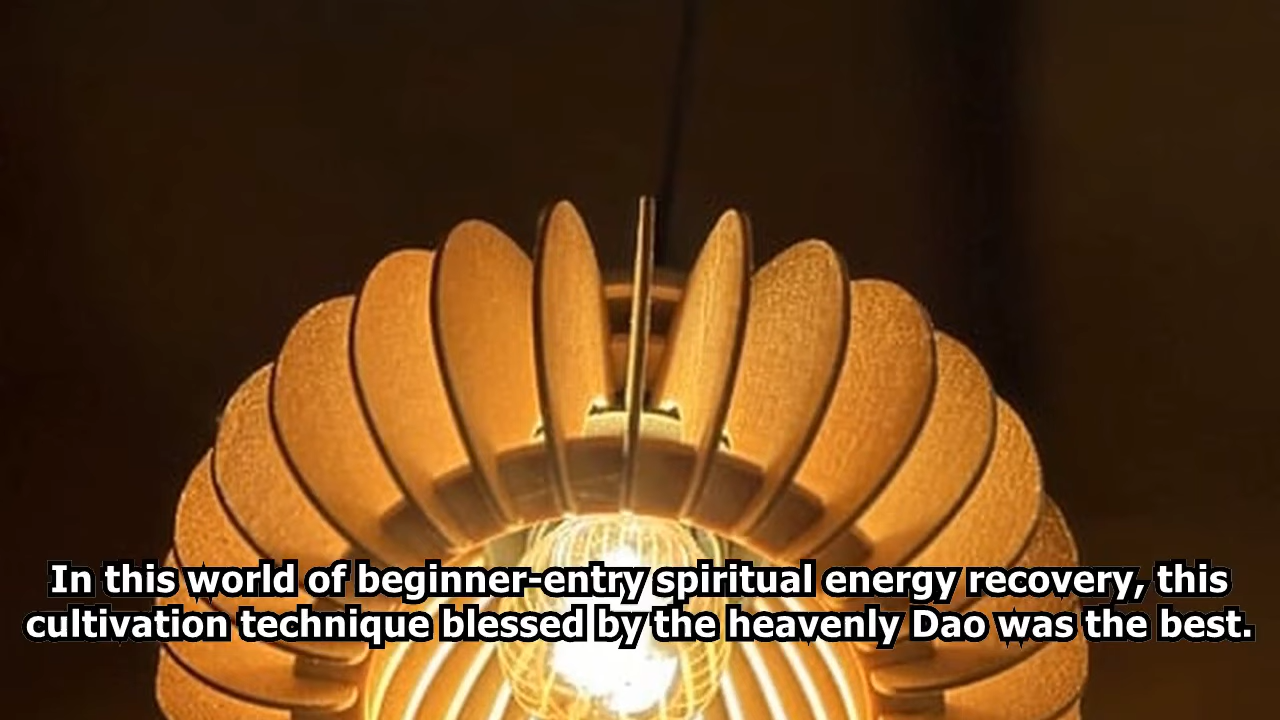 In this world of beginner-entry spiritual energy recovery, this
cultivation technique blessed by the heavenly Dao was the best.